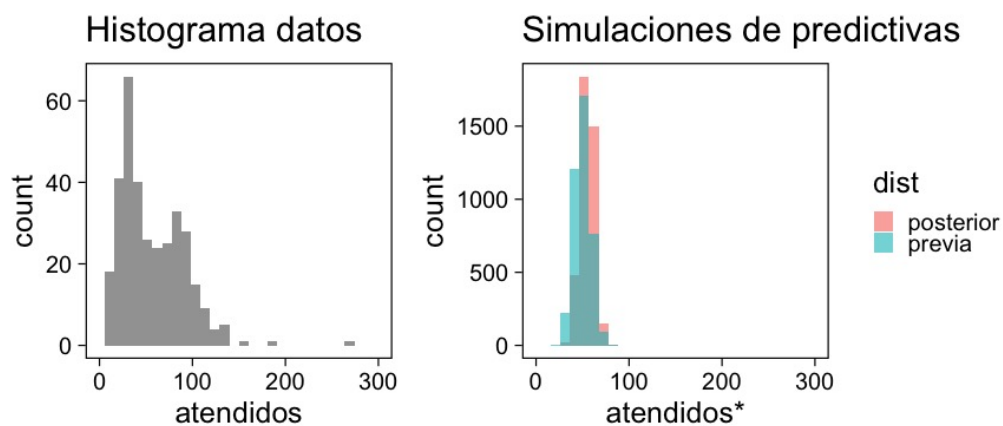 Histograma datos
60
40
20
0
count
0 100 200 300
atendidos
Simulaciones de predictivas
1500
1000
500
0
count
0 100 200 300
atendidos*
dist
posterior
previa